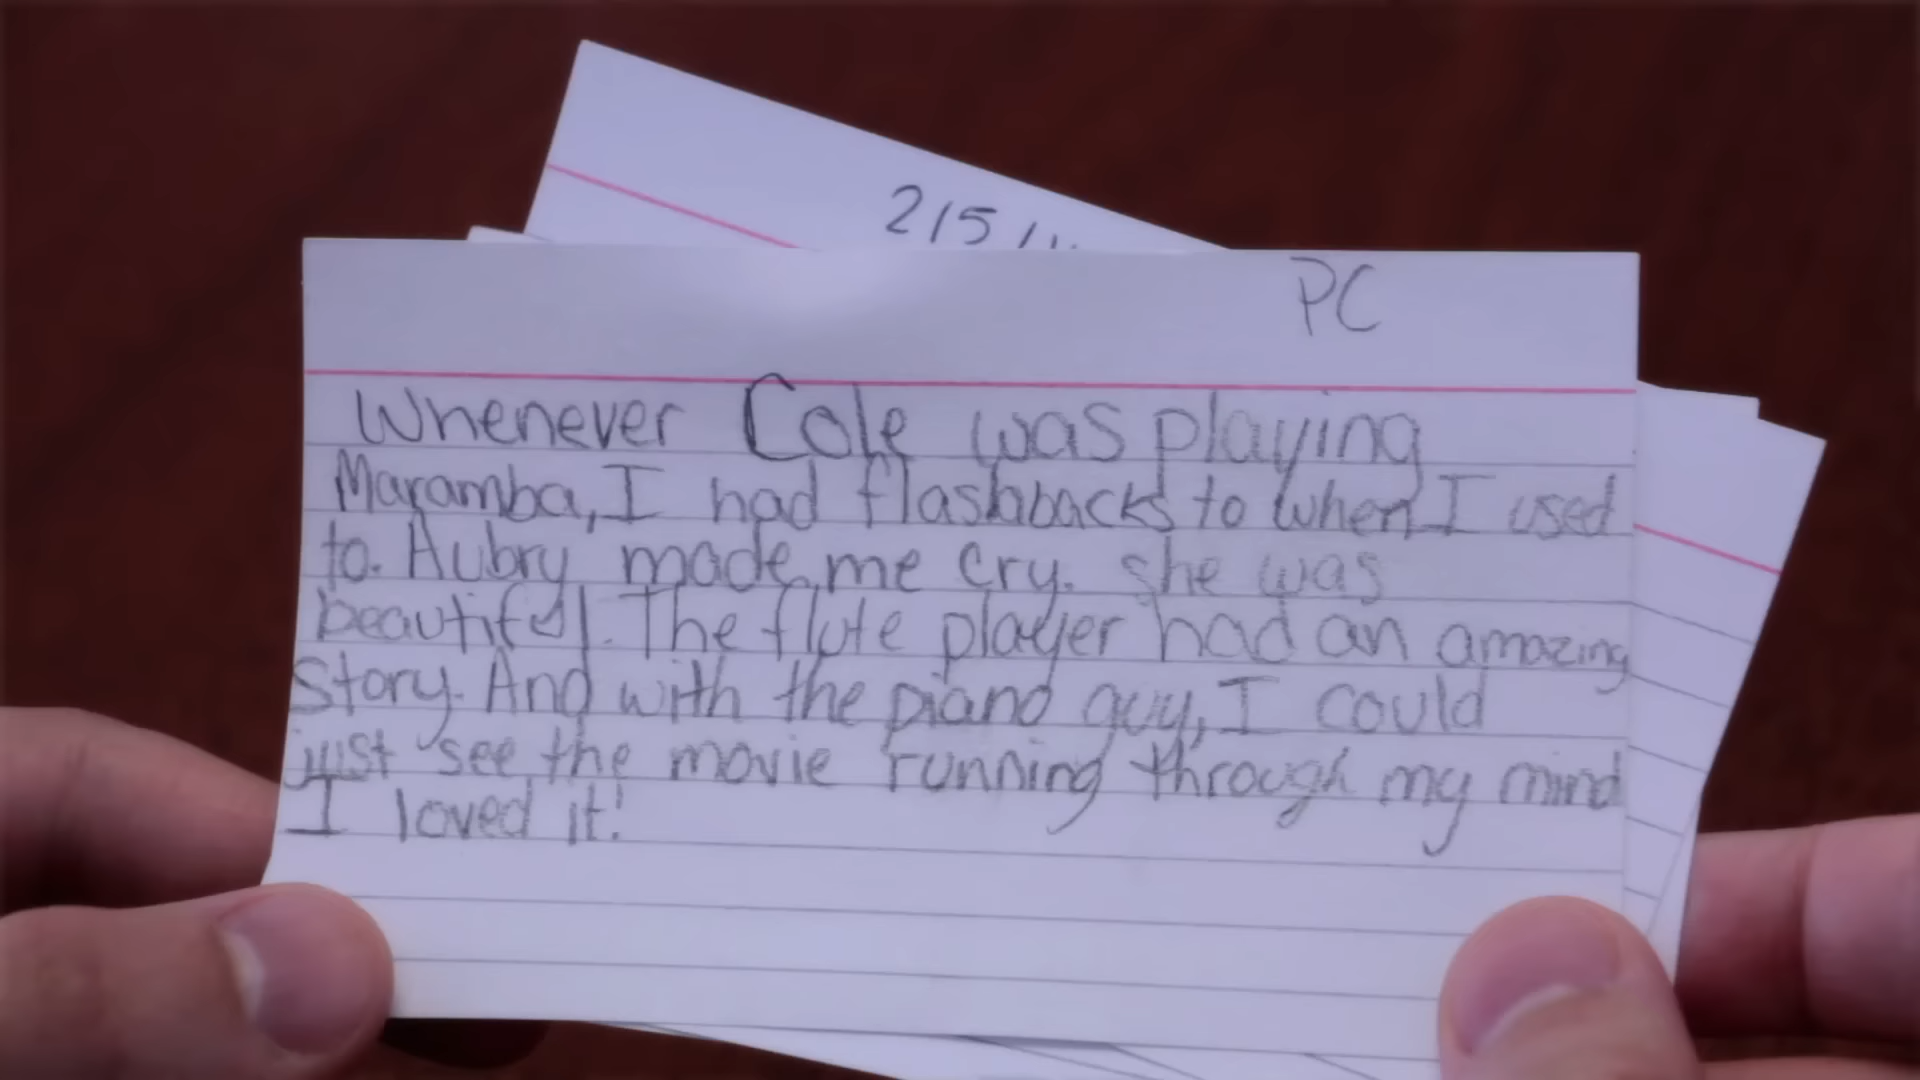 2/5/
PC
Whenever Cole was playing
Maramba, I had flashbacks to when I used
to. Aubry made me cry. she was
beautiful. The flute player had an amazing
Story. And with the piano guy, I could
just see the movie running through my mind
I loved it!